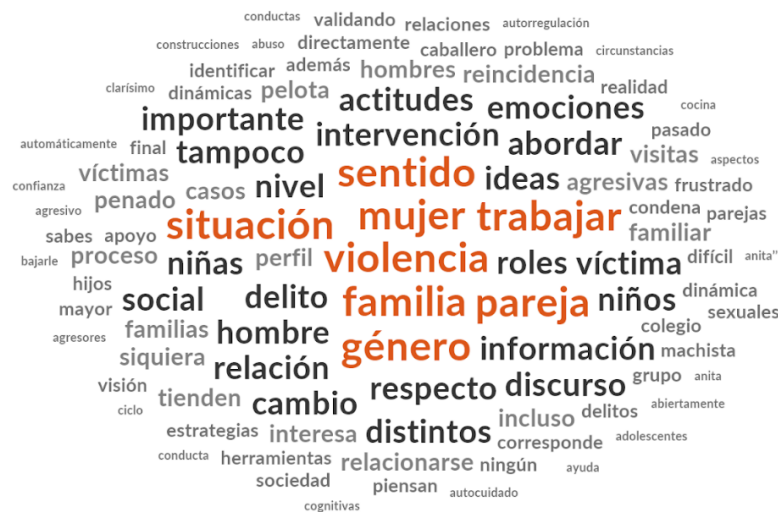 conductas validando relaciones autorregulación
construcciones abuso directamente caballero problema circunstancias
identificar además hombres reincidencia
clarísimo dinámicas pelota actitudes emociones realidad cocina
importante intervención abordar pasado
automáticamente final tampoco sentido ideas visitas aspectos
confianza víctimas casos nivel agresivas frustrado
agresivo penado situación mujer trabajar condena parejas
sabes apoyo familiar
bajarle proceso niñas perfil violencia roles víctima difícil anita"
hijos social delito familia pareja niños dinámica
mayor sexuales
agresores familias hombre género información colegio machista
siquiera relación
visión tienden cambio respecto discurso grupo anita
ciclo distintos incluso delitos abiertamente
estrategias interesa corresponde adolescentes
conducta herramientas relacionarse ningún ayuda
sociedad piensan autocuidado
cognitivas